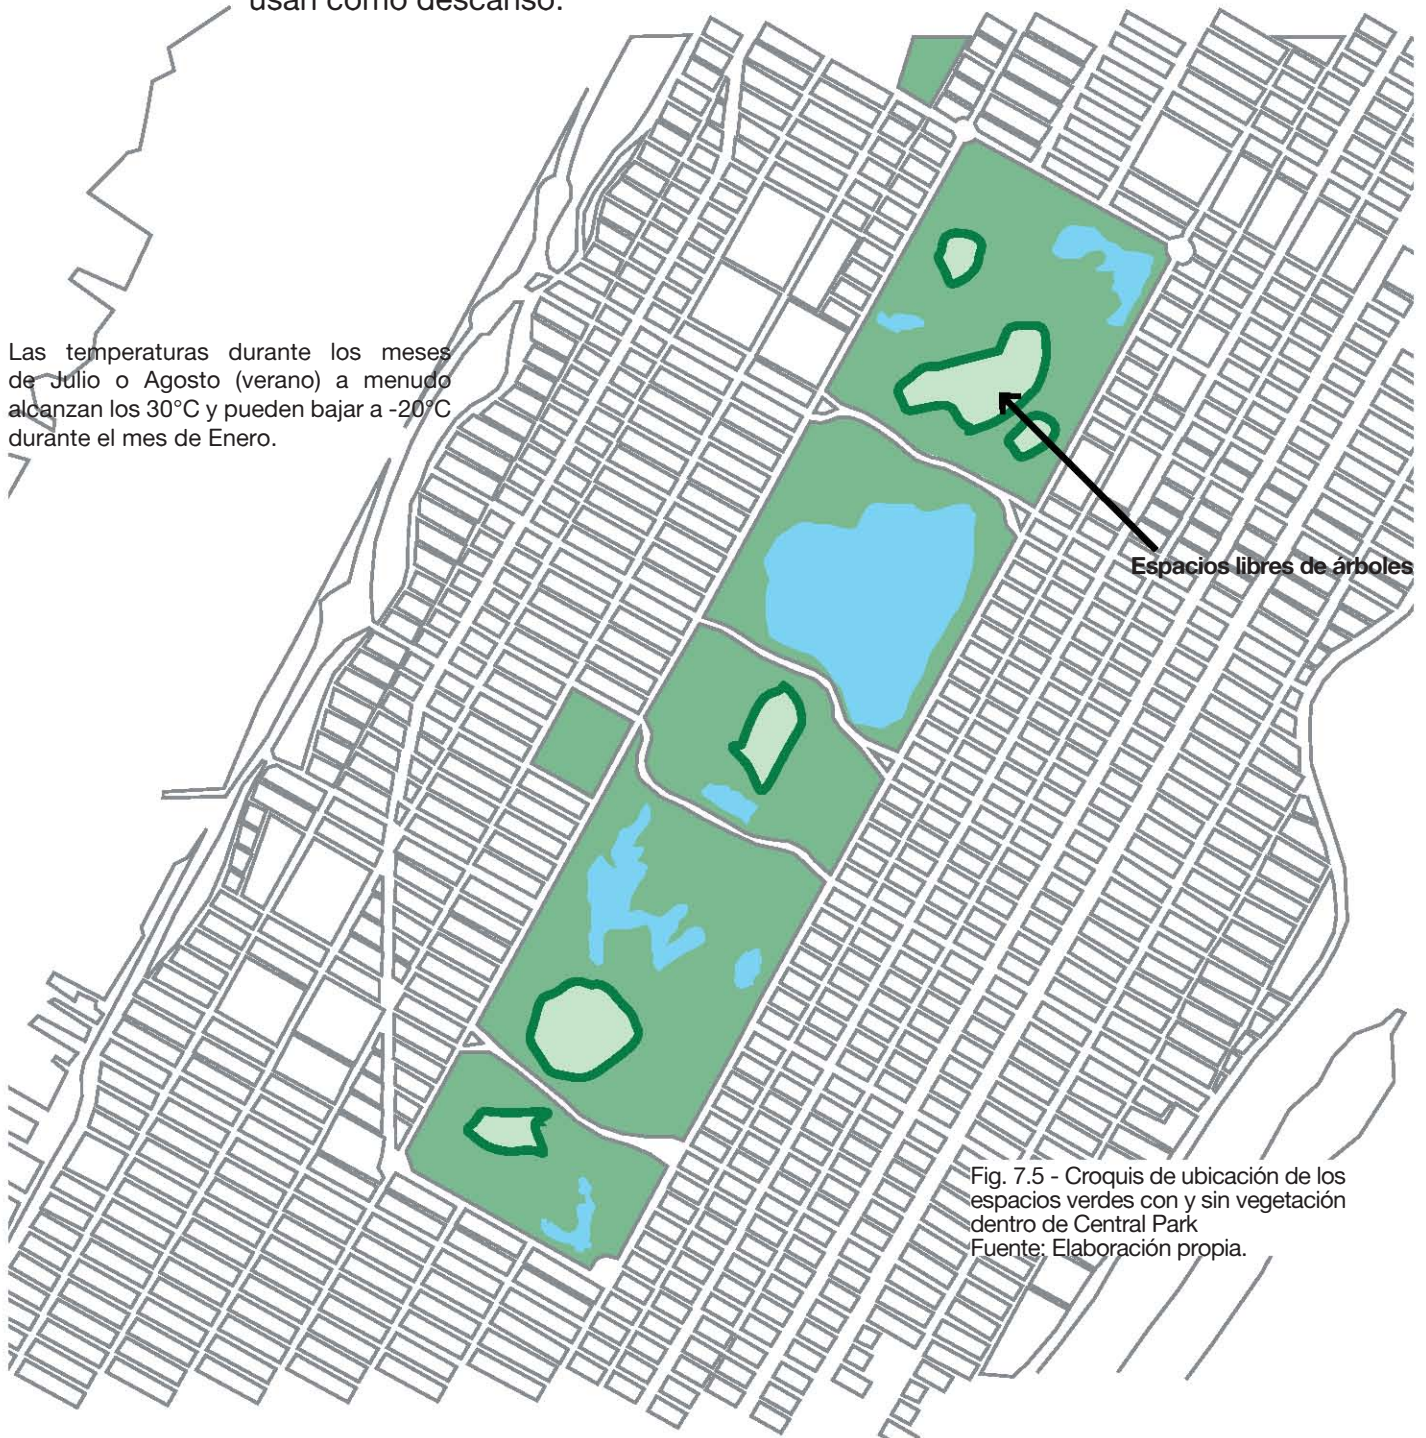 usan como descanso.
Las temperaturas durante los meses
de Julio o Agosto (verano) a menudo
alcanzan los 30°C y pueden bajar a -20°C
durante el mes de Enero.
Espacios libres de árboles
Fig. 7.5 - Croquis de ubicación de los
espacios verdes con y sin vegetación
dentro de Central Park
Fuente: Elaboración propia.